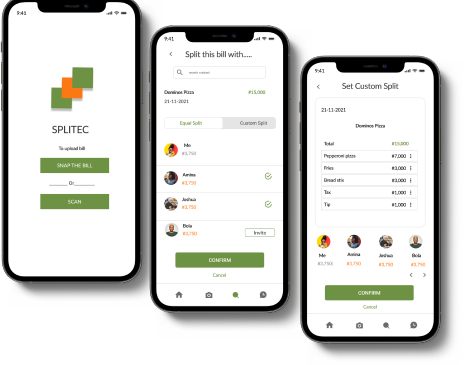 9:41
SPLITEC
To upload bill
SNAP THE BILL
Or
SCAN
9:41
Split this bill with.....
Dominos Pizza
₦15,000
21-11-2021
Equal Split
Custom Split
Me
₦3,750
Amina
₦3,750
Joshua
₦3,750
Bola
₦3,750
Invite
CONFIRM
Cancel
9:41
Set Custom Split
21-11-2021
Dominos Pizza
Total ₦15,000
Pepperoni pizza ₦7,000
Fries ₦3,000
Bread stix ₦3,000
Tax ₦1,000
Tip ₦1,000
Me Amina Joshua Bola
₦3,750 ₦3,750 ₦3,750 ₦3,750
CONFIRM
Cancel